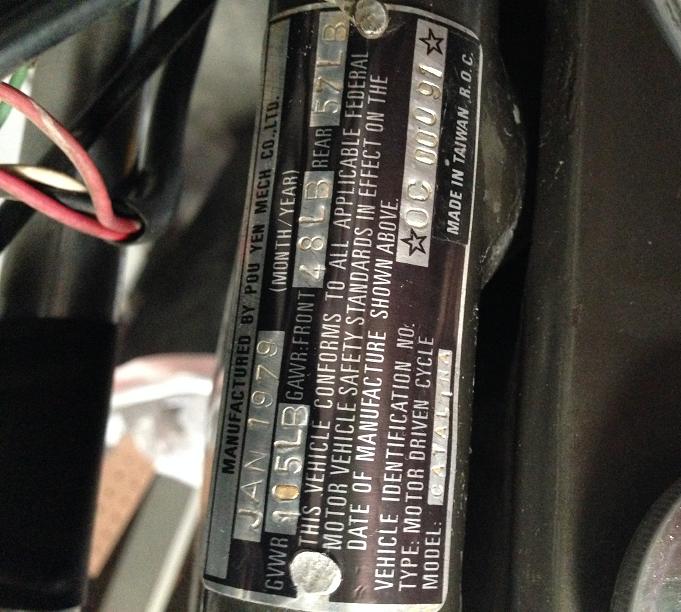 MANUFACTURED BY POU YEN MECH CO.,LTD.
JAN 1979 (MONTH/YEAR)
GVWR 105LB GAWR:FRONT 48LB REAR 57LB
THIS VEHICLE CONFORMS TO ALL APPLICABLE FEDERAL
MOTOR VEHICLE SAFETY STANDARDS IN EFFECT ON THE
DATE OF MANUFACTURE SHOWN ABOVE.
VEHICLE IDENTIFICATION NO: ☆OC 00091☆
TYPE: MOTOR DRIVEN CYCLE
MODEL:
MADE IN TAIWAN .R.O.C.